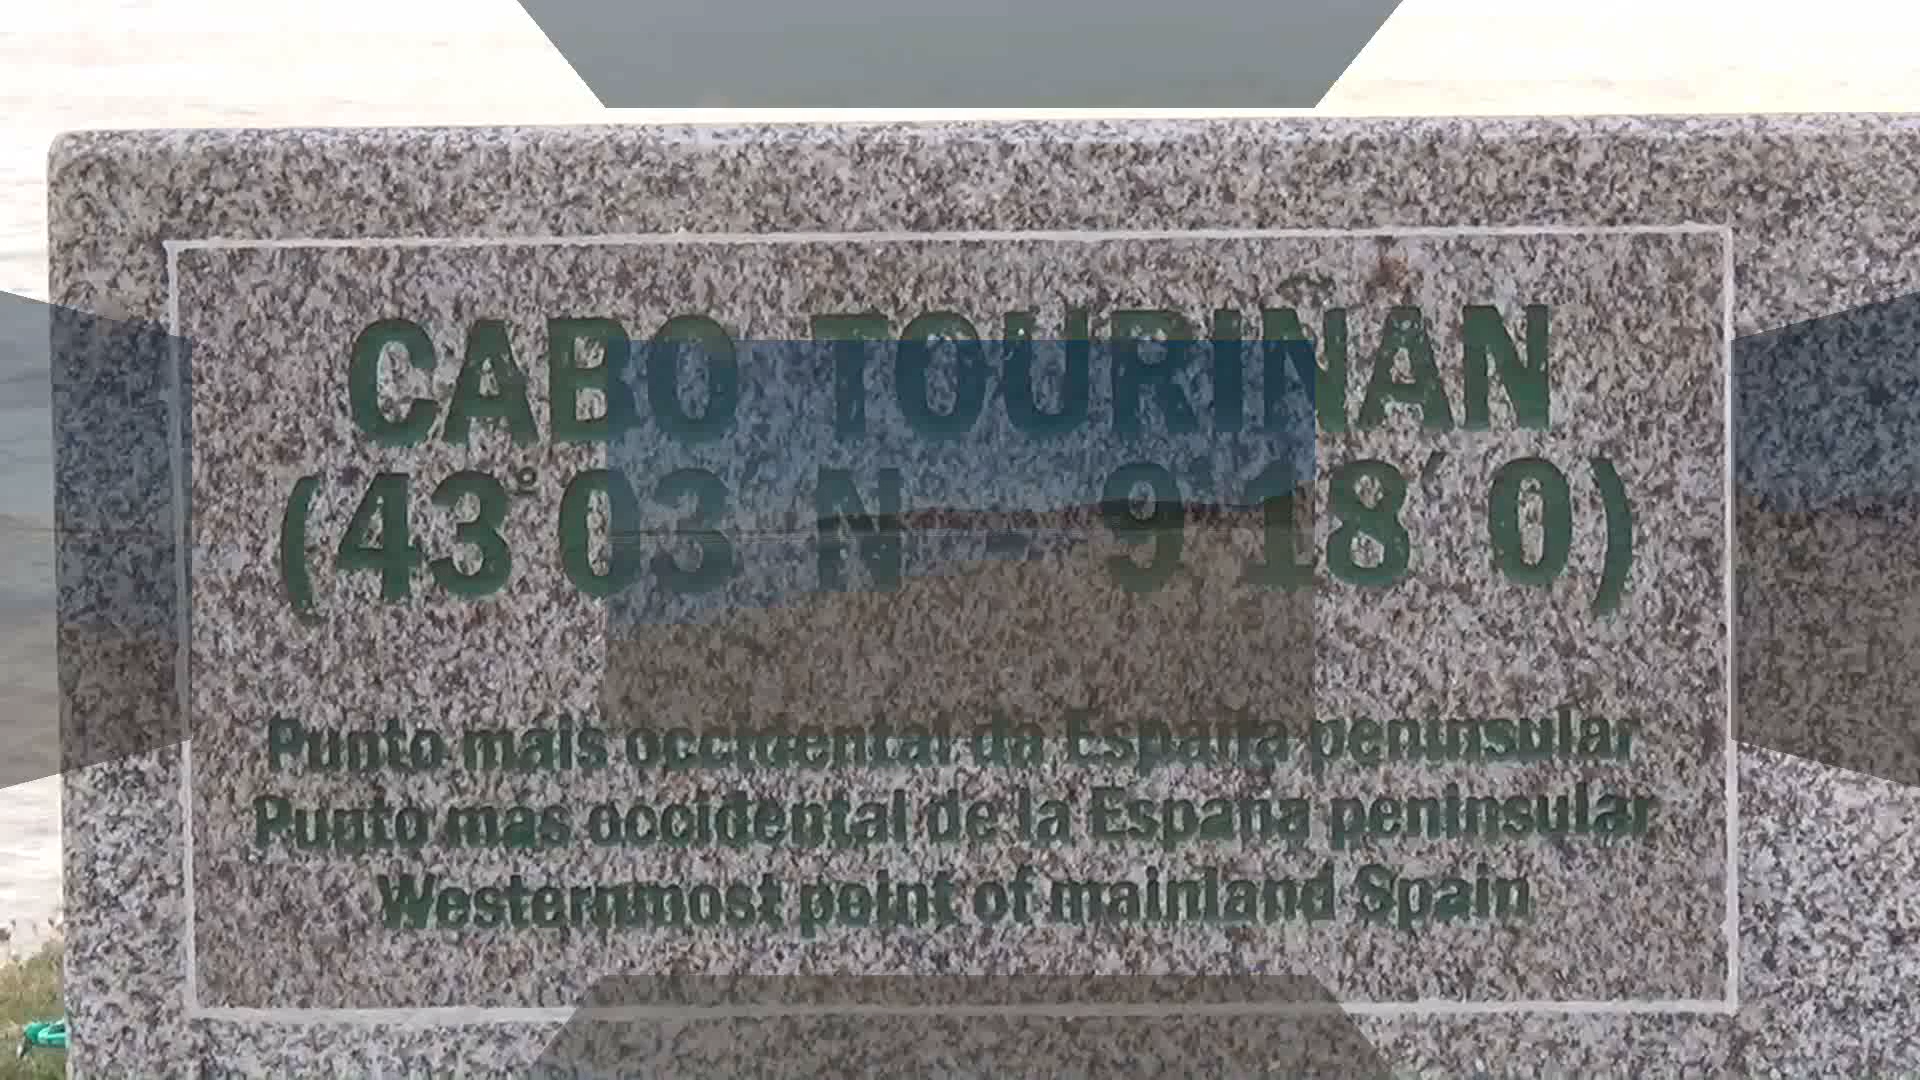 CABO TOURIÑAN
(43° 03 N 9° 18´ O)
Punto máis occidental da España peninsular
Punto más occidental de la España peninsular
Westernmost point of mainland Spain